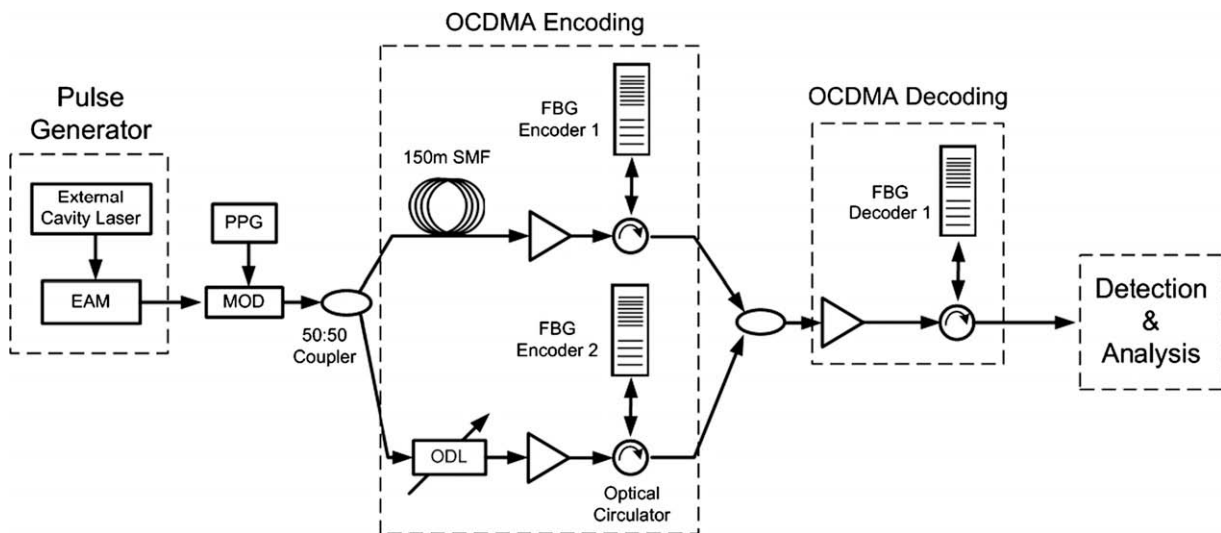 OCDMA Encoding
Pulse
Generator
External
Cavity Laser
EAM
PPG
MOD
50:50
Coupler
150m SMF
FBG
Encoder 1
FBG
Encoder 2
ODL
Optical
Circulator
OCDMA Decoding
FBG
Decoder 1
Detection
&
Analysis